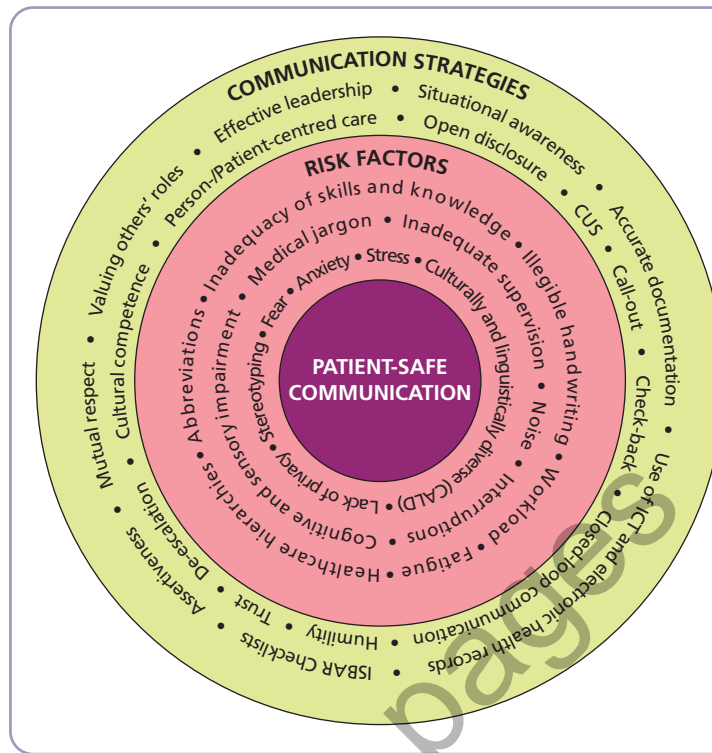 COMMUNICATION STRATEGIES
Mutual respect • Valuing others' roles • Effective leadership • Situational awareness • Accurate documentation • Use of ICT and electronic health records • ISBAR Checklists • Assertiveness •
Cultural competence • Person-/Patient-centred care • Open disclosure • CUS • Call-out • Check-back • Closed-loop communication • Humility • Trust • De-escalation •
RISK FACTORS
Healthcare hierarchies • Abbreviations • Inadequacy of skills and knowledge • Illegible handwriting • Workload • Fatigue •
Cognitive and sensory impairment • Medical jargon • Inadequate supervision • Noise • Interruptions •
Lack of privacy • Stereotyping • Fear • Anxiety • Stress • Culturally and linguistically diverse (CALD) •
PATIENT-SAFE
COMMUNICATION
pages